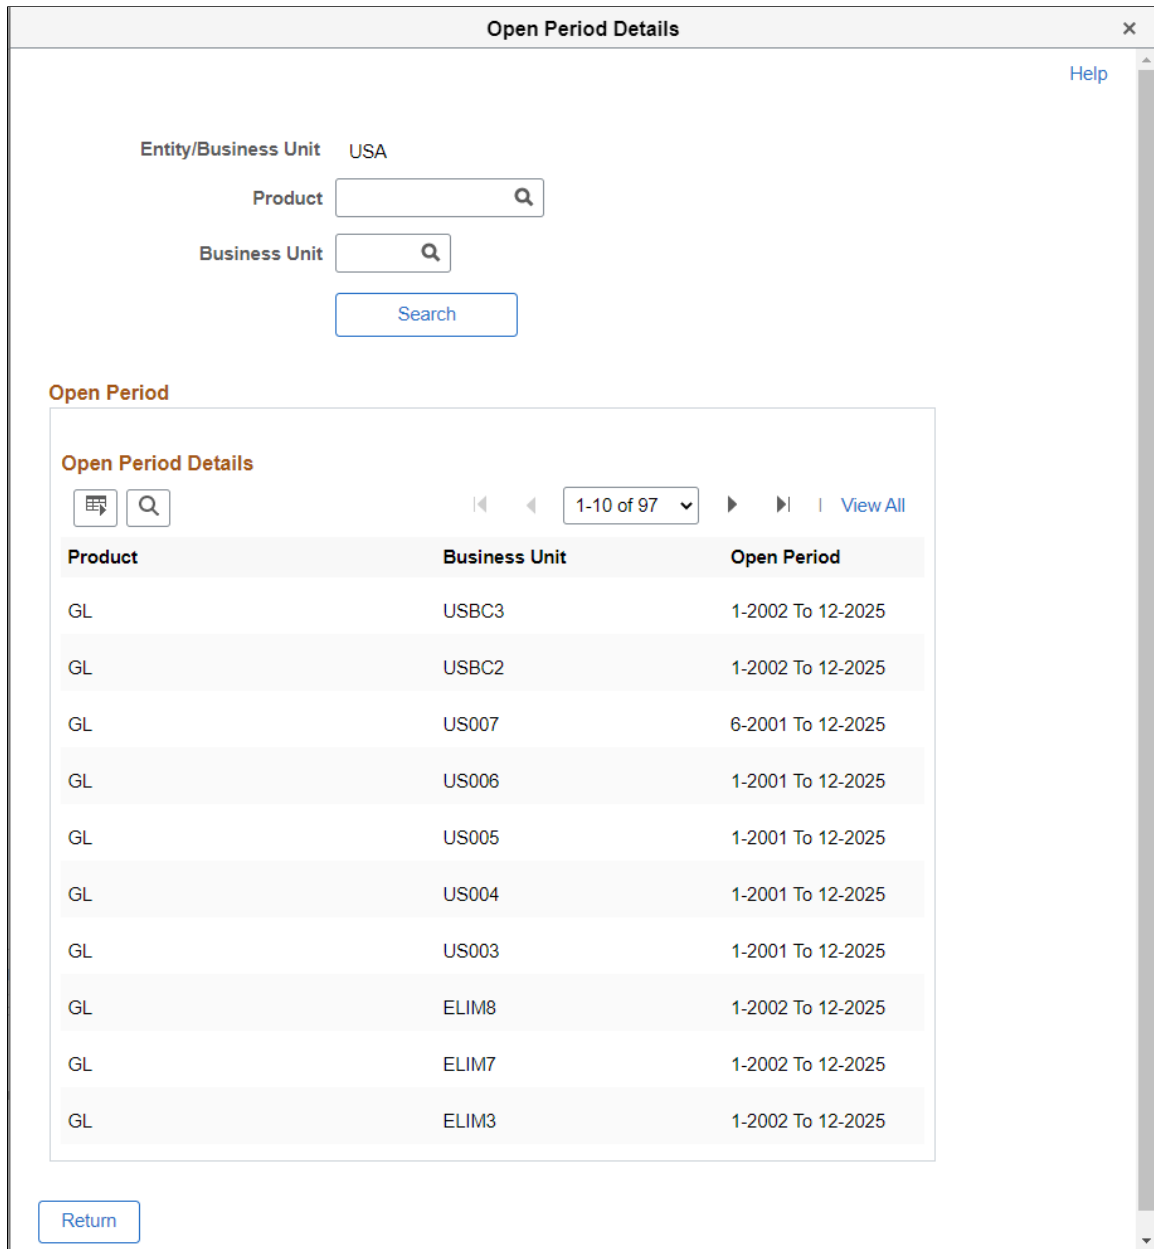 Open Period Details ×
Help
Entity/Business Unit USA
Product
Business Unit
Search
Open Period
Open Period Details
1-10 of 97 | View All
Product Business Unit Open Period
GL USBC3 1-2002 To 12-2025
GL USBC2 1-2002 To 12-2025
GL US007 6-2001 To 12-2025
GL US006 1-2001 To 12-2025
GL US005 1-2001 To 12-2025
GL US004 1-2001 To 12-2025
GL US003 1-2001 To 12-2025
GL ELIM8 1-2002 To 12-2025
GL ELIM7 1-2002 To 12-2025
GL ELIM3 1-2002 To 12-2025
Return